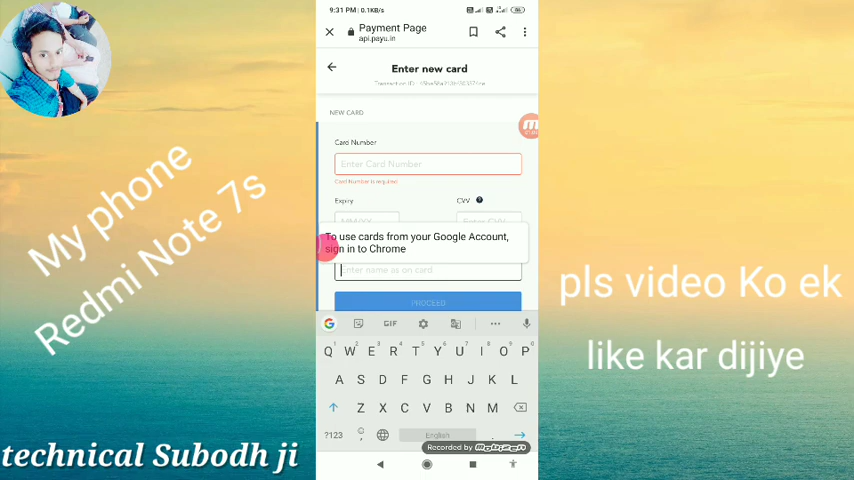 9:31 PM | 0.1KB/s
Payment Page
api.payu.in
Enter new card
NEW CARD
Card Number
Enter Card Number
Card Number is required
Expiry
CVV
To use cards from your Google Account,
sign in to Chrome
Enter name as on card
PROCEED
GIF
Q W E R T Y U I O P
A S D F G H J K L
Z X C V B N M
?123
English
Recorded by mobizen
My phone
Redmi Note 7s
pls video Ko ek
like kar dijiye
technical Subodh ji